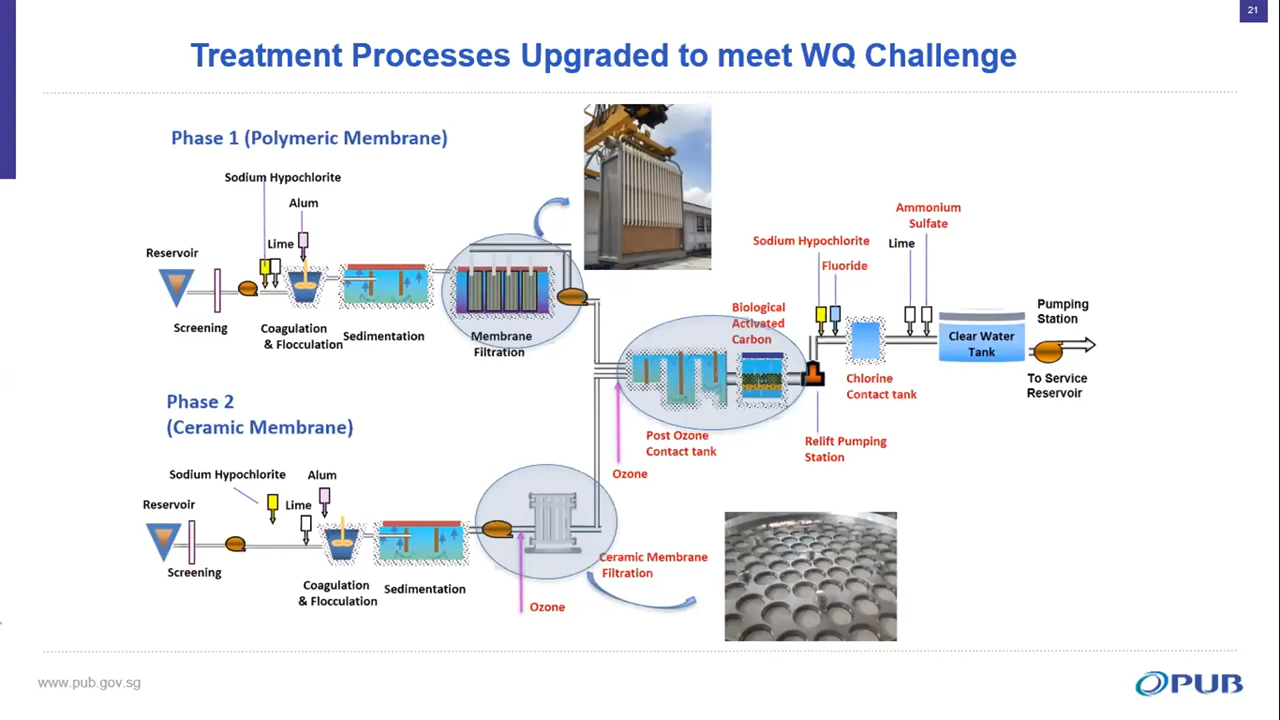 21
Treatment Processes Upgraded to meet WQ Challenge
Phase 1 (Polymeric Membrane)
Sodium Hypochlorite
Alum
Lime
Reservoir
Screening
Coagulation
& Flocculation
Sedimentation
Membrane
Filtration
Phase 2
(Ceramic Membrane)
Sodium Hypochlorite
Alum
Lime
Reservoir
Screening
Coagulation
& Flocculation
Sedimentation
Ozone
Ceramic Membrane
Filtration
Ozone
Post Ozone
Contact tank
Biological
Activated
Carbon
Sodium Hypochlorite
Fluoride
Relift Pumping
Station
Chlorine
Contact tank
Lime
Ammonium
Sulfate
Clear Water
Tank
Pumping
Station
To Service
Reservoir
www.pub.gov.sg
PUB